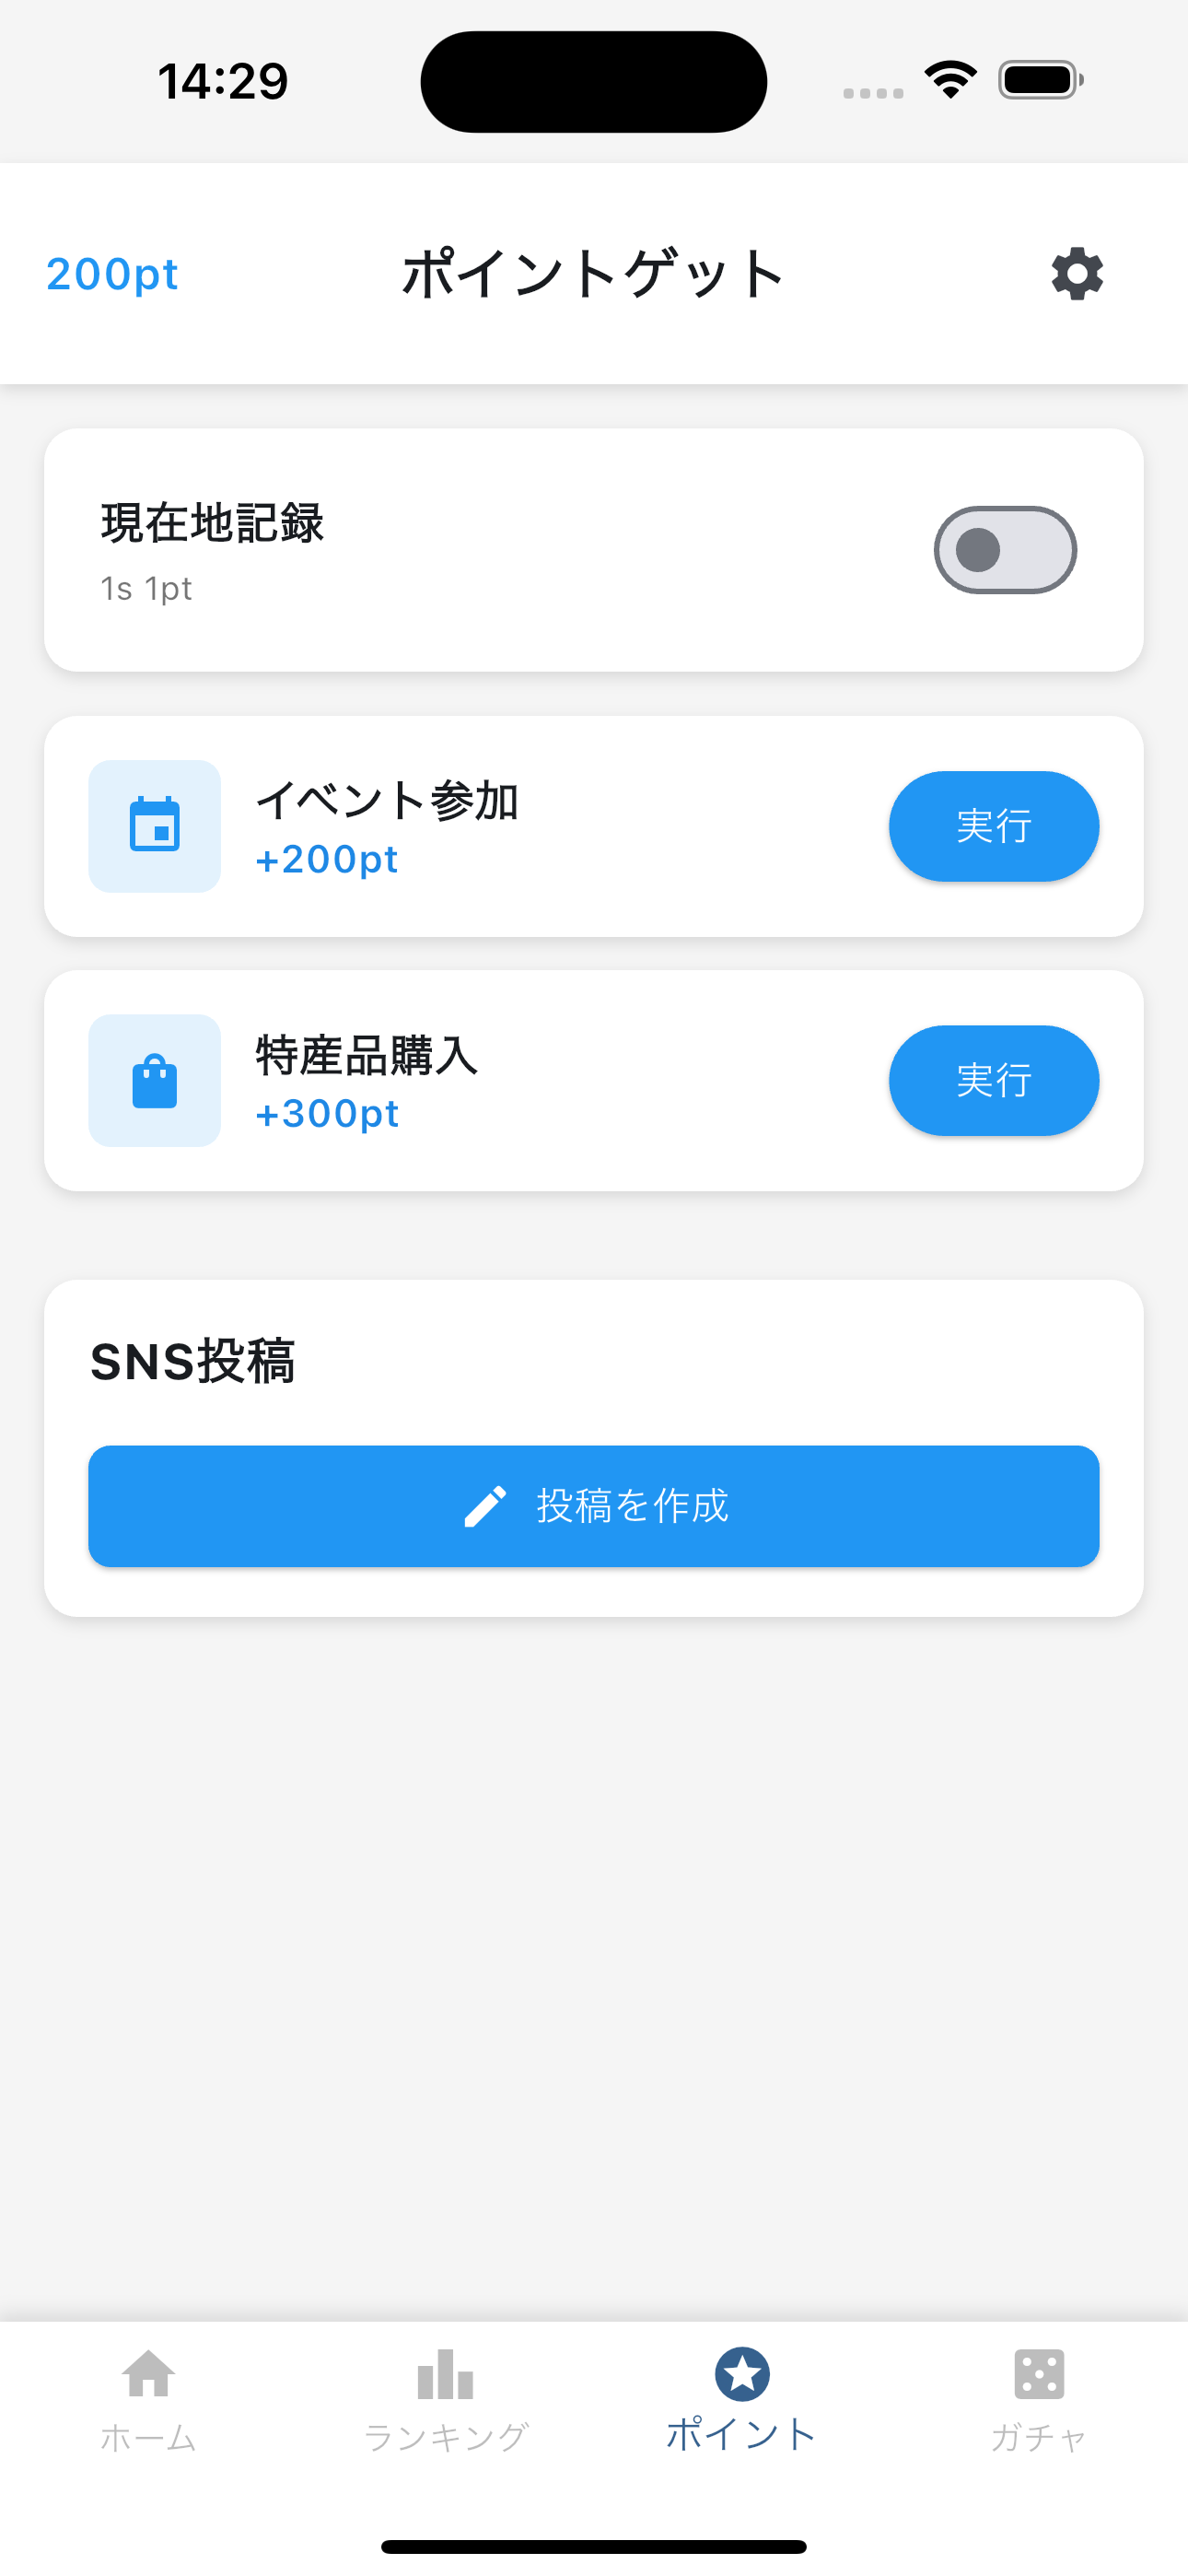 14:29
200pt
ポイントゲット
現在地記録
1s 1pt
イベント参加
+200pt
実行
特産品購入
+300pt
実行
SNS投稿
投稿を作成
ホーム
ランキング
ポイント
ガチャ